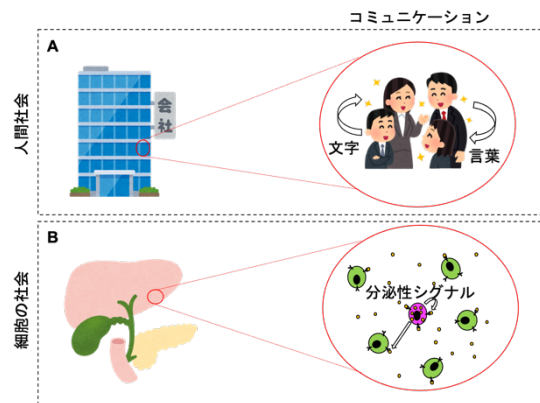 コミュニケーション
人間社会
A
会社
文字
言葉
細胞の社会
B
分泌性シグナル